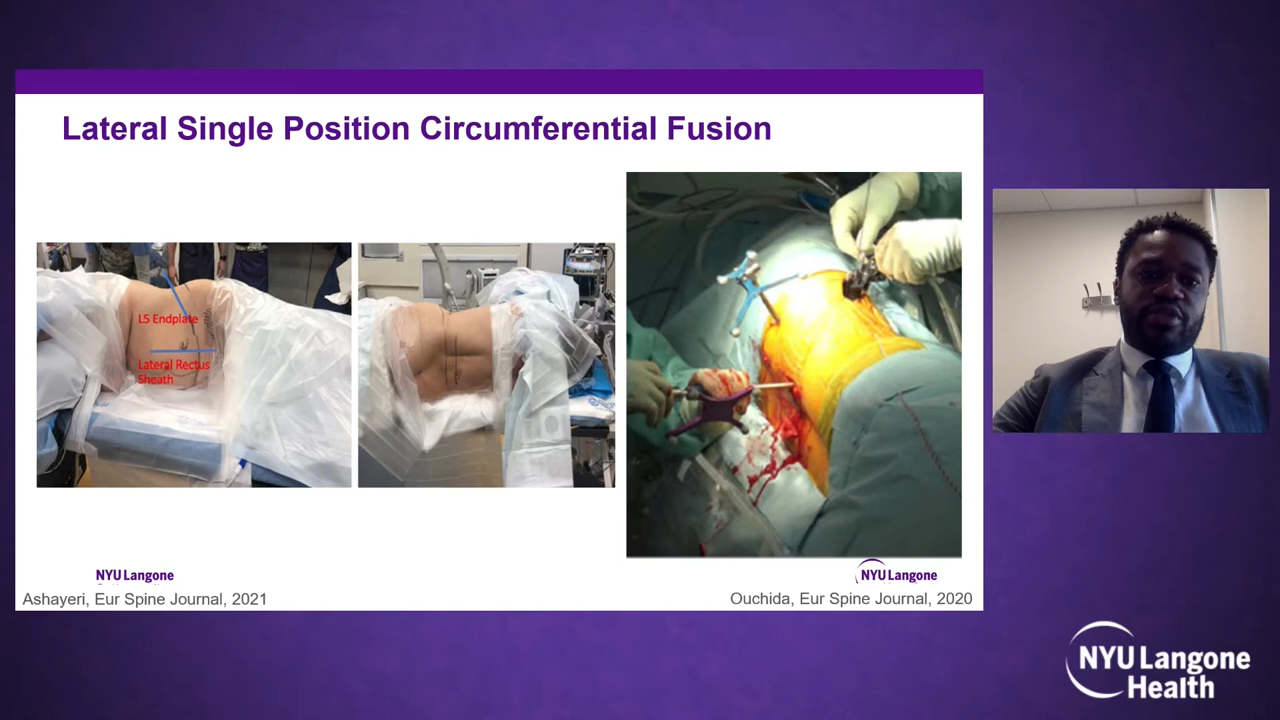 Lateral Single Position Circumferential Fusion
L5 Endplate
Lateral Rectus
Sheath
NYU Langone
NYU Langone
Ashayeri, Eur Spine Journal, 2021
Ouchida, Eur Spine Journal, 2020
NYU Langone
Health